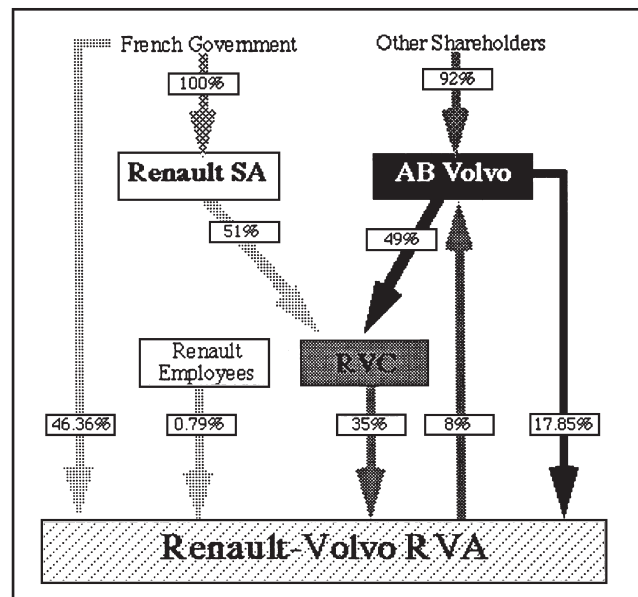 French Government
Other Shareholders
100%
92%
Renault SA
AB Volvo
51%
49%
Renault
Employees
RVC
46.36%
0.79%
35%
8%
17.85%
Renault-Volvo RVA